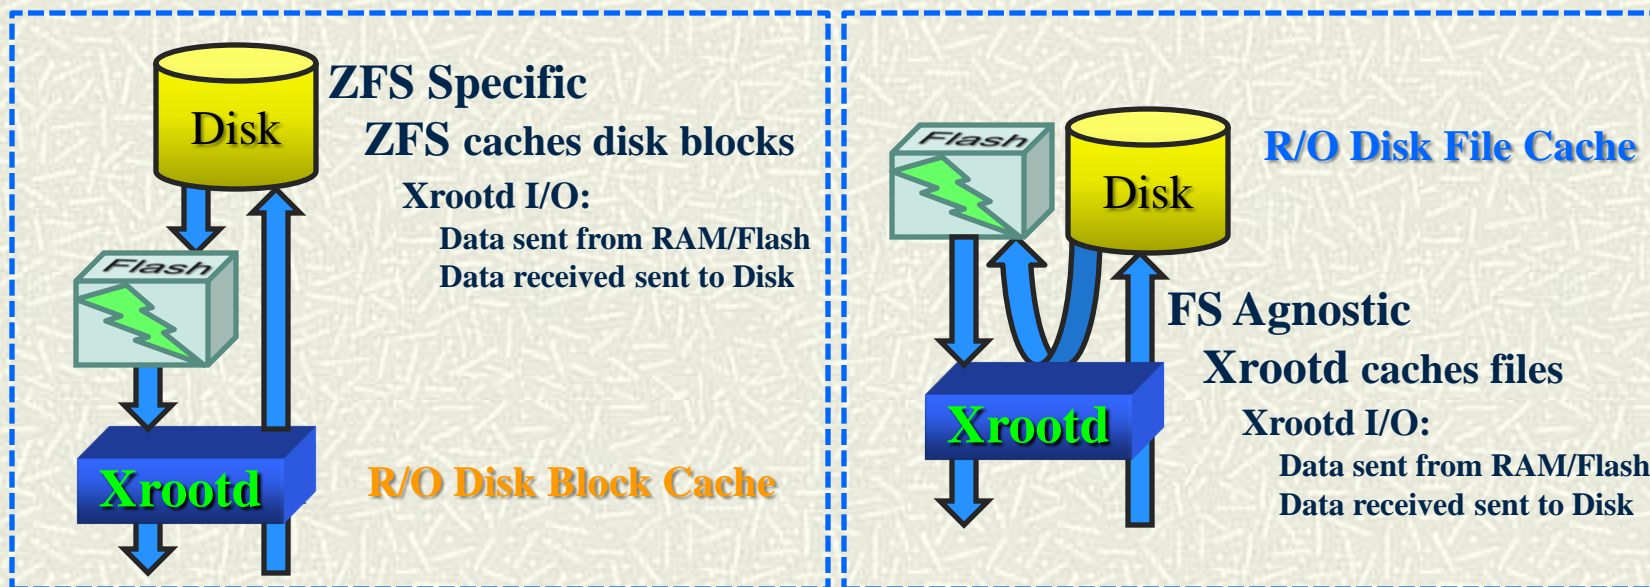 Disk
ZFS Specific
ZFS caches disk blocks
Xrootd I/O:
Data sent from RAM/Flash
Data received sent to Disk
Flash
Xrootd
R/O Disk Block Cache
Flash
Disk
R/O Disk File Cache
FS Agnostic
Xrootd caches files
Xrootd
Xrootd I/O:
Data sent from RAM/Flash
Data received sent to Disk